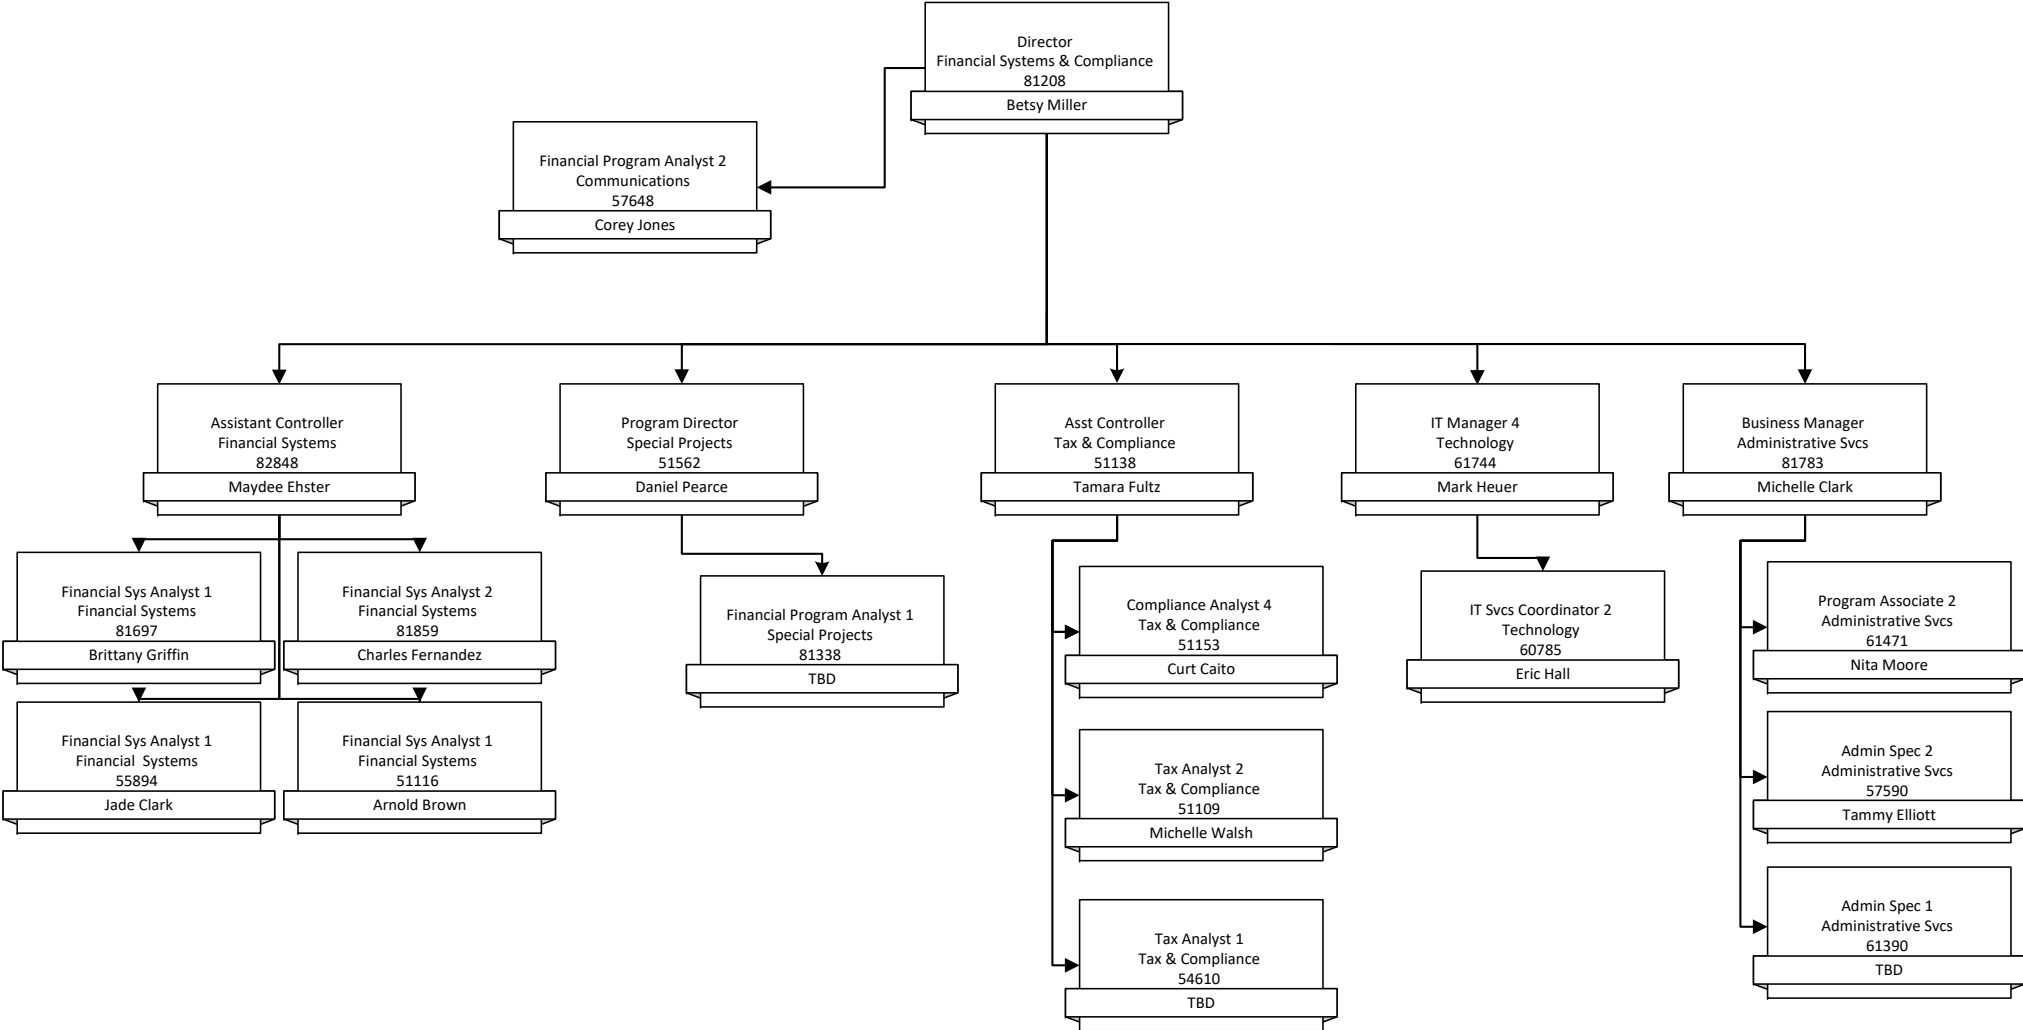 Director
Financial Systems & Compliance
81208
Betsy Miller
Financial Program Analyst 2
Communications
57648
Corey Jones
Assistant Controller
Financial Systems
82848
Maydee Ehster
Program Director
Special Projects
51562
Daniel Pearce
Asst Controller
Tax & Compliance
51138
Tamara Fultz
IT Manager 4
Technology
61744
Mark Heuer
Business Manager
Administrative Svcs
81783
Michelle Clark
Financial Sys Analyst 1
Financial Systems
81697
Brittany Griffin
Financial Sys Analyst 2
Financial Systems
81859
Charles Fernandez
Financial Sys Analyst 1
Financial  Systems
55894
Jade Clark
Financial Sys Analyst 1
Financial Systems
51116
Arnold Brown
Financial Program Analyst 1
Special Projects
81338
TBD
Compliance Analyst 4
Tax & Compliance
51153
Curt Caito
Tax Analyst 2
Tax & Compliance
51109
Michelle Walsh
Tax Analyst 1
Tax & Compliance
54610
TBD
IT Svcs Coordinator 2
Technology
60785
Eric Hall
Program Associate 2
Administrative Svcs
61471
Nita Moore
Admin Spec 2
Administrative Svcs
57590
Tammy Elliott
Admin Spec 1
Administrative Svcs
61390
TBD